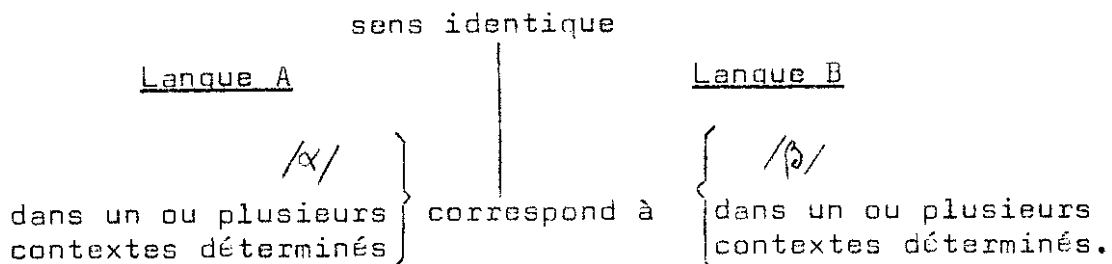 sens identique
Langue A Langue B
/α/ /β/
dans un ou plusieurs correspond à dans un ou plusieurs
contextes déterminés contextes déterminés.